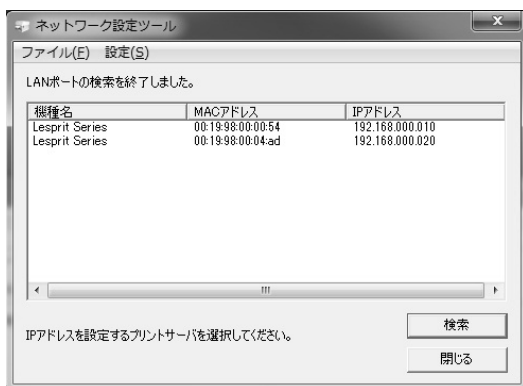 ネットワーク設定ツール
ファイル(F) 設定(S)
LANポートの検索を終了しました。
機種名 MACアドレス IPアドレス
Lesprit Series 00:19:98:00:00:54 192.168.000.010
Lesprit Series 00:19:98:00:04:ad 192.168.000.020
IPアドレスを設定するプリントサーバを選択してください。
検索
閉じる